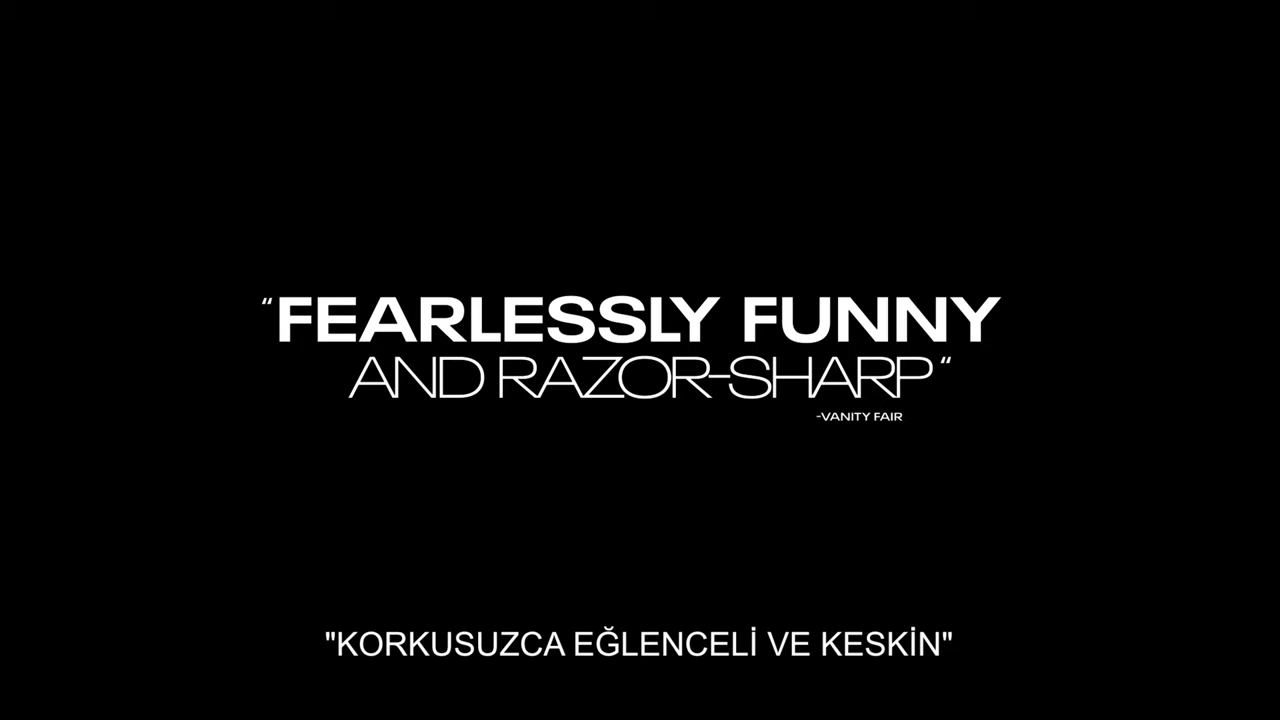 “FEARLESSLY FUNNY
AND RAZOR-SHARP“
-VANITY FAIR
"KORKUSUZCA EĞLENCELİ VE KESKİN"